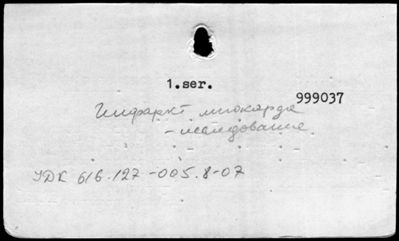 1.ser.
999037
Инфаркт миокарда
- исследование
УДК 616.127-005.8-07